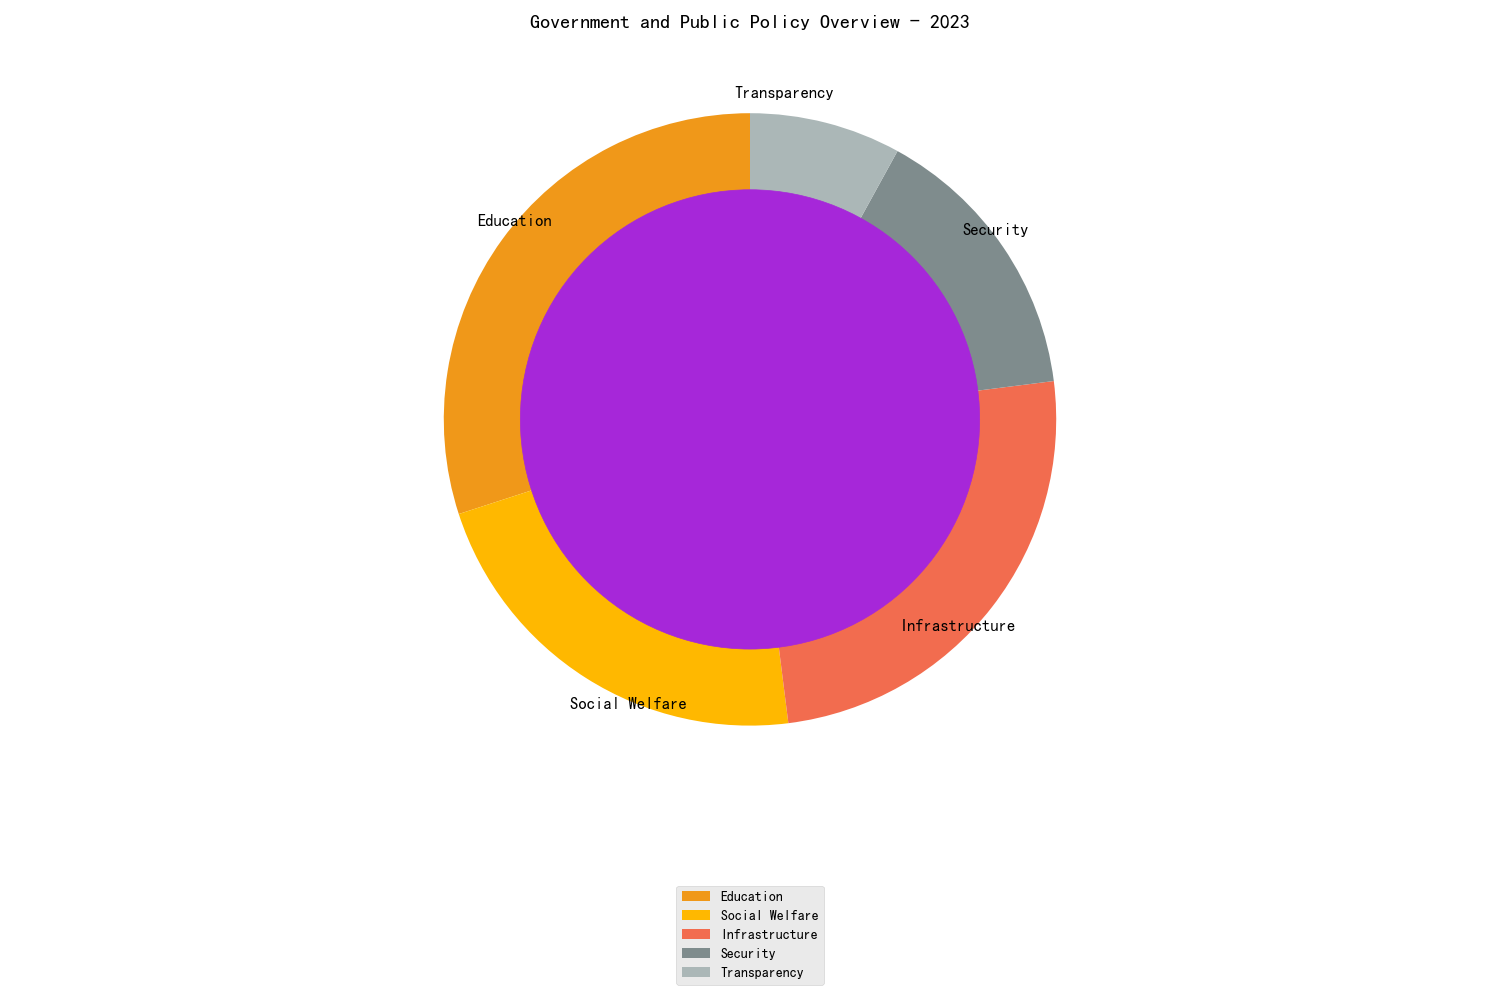 Government and Public Policy Overview - 2023
Transparency
Education
Security
Infrastructure
Social Welfare
Education
Social Welfare
Infrastructure
Security
Transparency